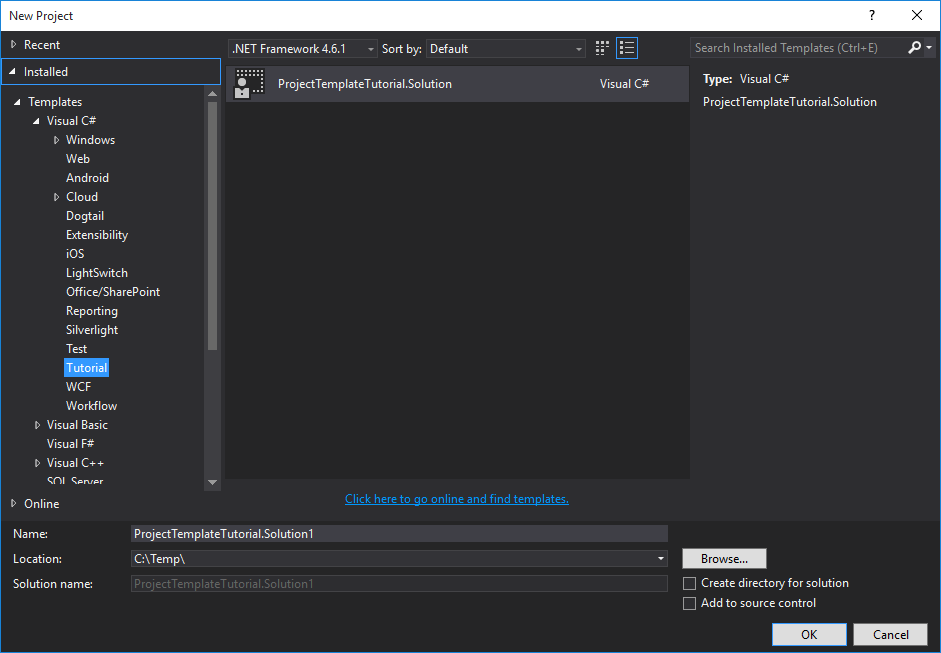 New Project
Recent
Installed
Templates
Visual C#
Windows
Web
Android
Cloud
Dogtail
Extensibility
iOS
LightSwitch
Office/SharePoint
Reporting
Silverlight
Test
Tutorial
WCF
Workflow
Visual Basic
Visual F#
Visual C++
SQL Server
Online
.NET Framework 4.6.1 Sort by: Default
ProjectTemplateTutorial.Solution Visual C#
Click here to go online and find templates.
Search Installed Templates (Ctrl+E)
Type: Visual C#
ProjectTemplateTutorial.Solution
Name: ProjectTemplateTutorial.Solution1
Location: C:\Temp\ Browse...
Solution name: ProjectTemplateTutorial.Solution1
Create directory for solution
Add to source control
OK Cancel